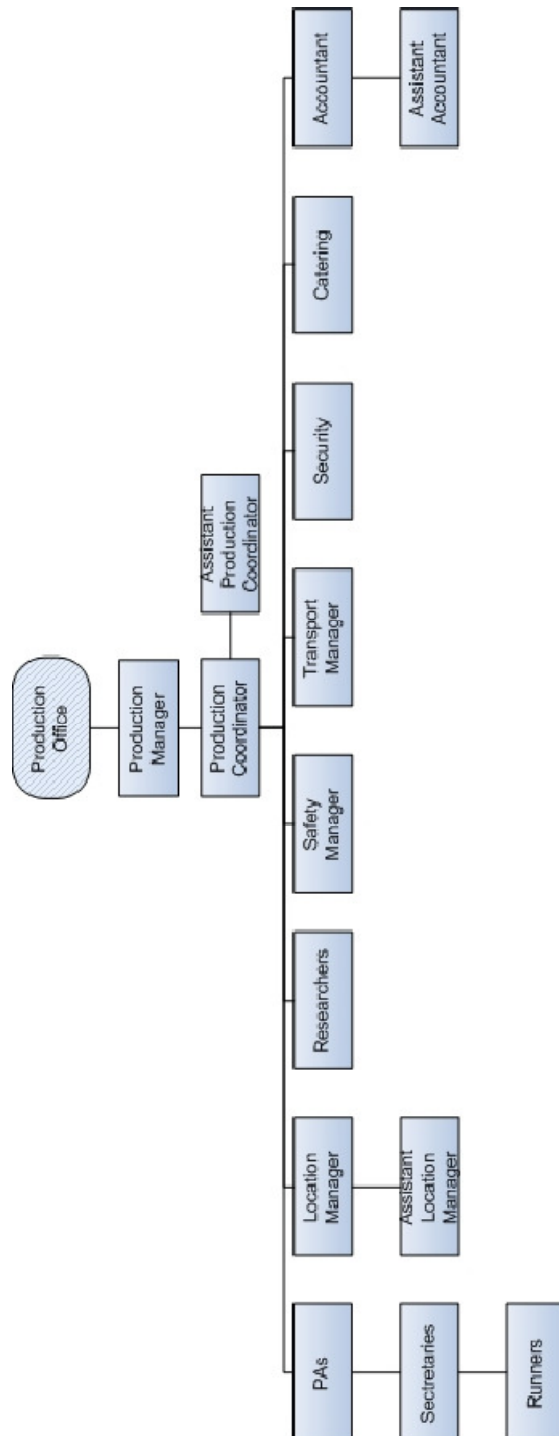 Production
Office
Production
Manager
Production
Coordinator
Assistant
Production
Coordinator
PAs
Location
Manager
Researchers
Safety
Manager
Transport
Manager
Security
Catering
Accountant
Sectretaries
Assistant
Location
Manager
Assistant
Accountant
Runners